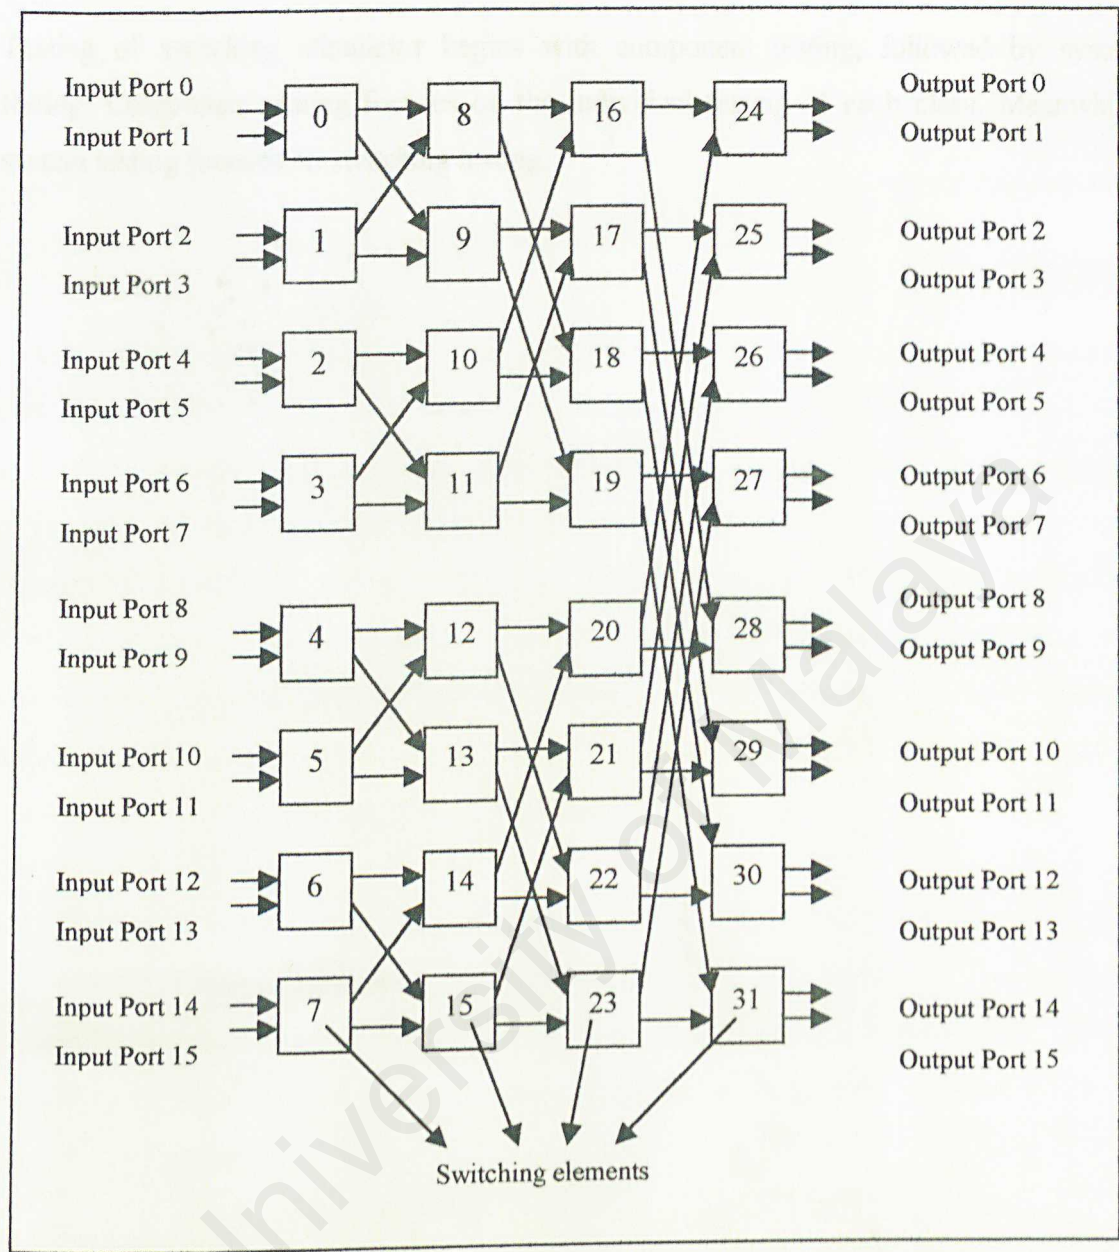 Input Port 0
Input Port 1
Input Port 2
Input Port 3
Input Port 4
Input Port 5
Input Port 6
Input Port 7
Input Port 8
Input Port 9
Input Port 10
Input Port 11
Input Port 12
Input Port 13
Input Port 14
Input Port 15
0
1
2
3
4
5
6
7
8
9
10
11
12
13
14
15
16
17
18
19
20
21
22
23
24
25
26
27
28
29
30
31
Output Port 0
Output Port 1
Output Port 2
Output Port 3
Output Port 4
Output Port 5
Output Port 6
Output Port 7
Output Port 8
Output Port 9
Output Port 10
Output Port 11
Output Port 12
Output Port 13
Output Port 14
Output Port 15
Switching elements
University of Malaya